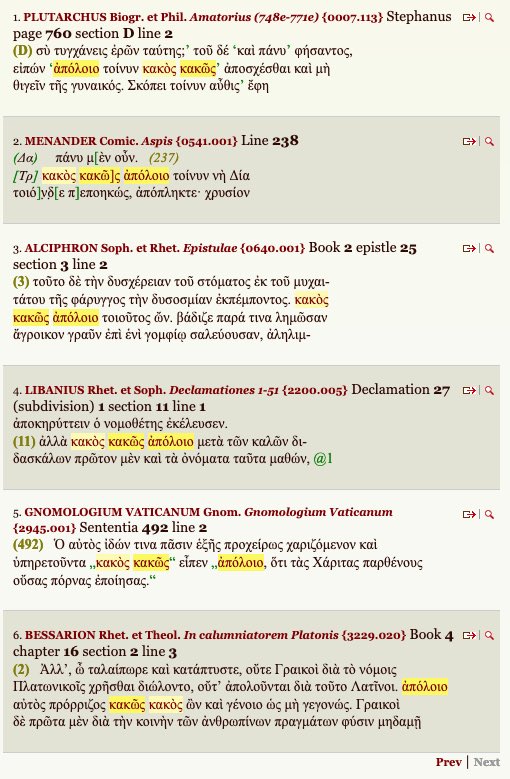 1. PLUTARCHUS Biogr. et Phil. Amatorius (748e-771e) {0007.113} Stephanus
page 760 section D line 2
(D) σὺ τυγχάνεις ἐρῶν ταύτης;’ τοῦ δέ ‘καὶ πάνυ’ φήσαντος,
εἰπών ‘ἀπόλοιο τοίνυν κακὸς κακῶς’ ἀποσχέσθαι καὶ μὴ
θιγεῖν τῆς γυναικός. Σκόπει τοίνυν αὖθις’ ἔφη
2. MENANDER Comic. Aspis {0541.001} Line 238
(Δα) πάνυ μ[ὲν οὖν. (237)
[Τρ] κακὸς κακῶ]ς ἀπόλοιο τοίνυν νὴ Δία
τοιό]νδ[ε π]εποηκώς, ἀπόπληκτε· χρυσίον
3. ALCIPHRON Soph. et Rhet. Epistulae {0640.001} Book 2 epistle 25
section 3 line 2
(3) τοῦτο δὲ τὴν δυσχέρειαν τοῦ στόματος ἐκ τοῦ μυχαι-
τάτου τῆς φάρυγγος τὴν δυσοσμίαν ἐκπέμποντος. κακὸς
κακῶς ἀπόλοιο τοιοῦτος ὤν. βάδιζε παρά τινα λημῶσαν
ἄγροικον γραῦν ἐπὶ ἑνὶ γομφίῳ σαλεύουσαν, ἀληλιμ-
4. LIBANIUS Rhet. et Soph. Declamationes 1-51 {2200.005} Declamation 27
(subdivision) 1 section 11 line 1
ἀποκηρύττειν ὁ νομοθέτης ἐκέλευσεν.
(11) ἀλλὰ κακὸς κακῶς ἀπόλοιο μετὰ τῶν καλῶν δι-
δασκάλων πρῶτον μὲν καὶ τὰ ὀνόματα ταῦτα μαθών, @1
5. GNOMOLOGIUM VATICANUM Gnom. Gnomologium Vaticanum
{2945.001} Sententia 492 line 2
(492) Ὁ αὐτὸς ἰδών τινα πᾶσιν ἑξῆς προχείρως χαριζόμενον καὶ
ὑπηρετοῦντα „κακὸς κακῶς“ εἶπεν „ἀπόλοιο, ὅτι τὰς Χάριτας παρθένους
οὔσας πόρνας ἐποίησας.“
6. BESSARION Rhet. et Theol. In calumniatorem Platonis {3229.020} Book 4
chapter 16 section 2 line 3
(2) Ἀλλ’, ὦ ταλαίπωρε καὶ κατάπτυστε, οὔτε Γραικοὶ διὰ τὸ νόμοις
Πλατωνικοῖς χρῆσθαι διώλοντο, οὔτ’ ἀπολοῦνται διὰ τοῦτο Λατῖνοι. ἀπόλοιο
αὐτὸς πρόρριζος κακῶς κακὸς ὢν καὶ γένοιο ὡς μὴ γεγονώς. Γραικοὶ
δὲ πρῶτα μὲν διὰ τὴν κοινὴν τῶν ἀνθρωπίνων πραγμάτων φύσιν μηδαμῇ
Prev | Next